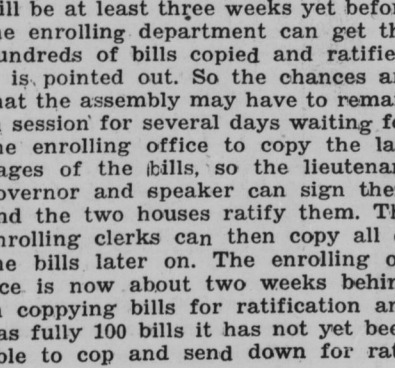 ill be at least three weeks yet befor
e enrolling department can get th
undreds of bills copied and ratifie
is pointed out. So the chances a
at the assembly may have to rema
session for several days waiting f
e enrolling office to copy the la
ages of the bills, so the lieutenan
overnor and speaker can sign the
nd the two houses ratify them. Th
nrolling clerks can then copy all
e bills later on. The enrolling o
ce is now about two weeks behin
coppying bills for ratification an
as fully 100 bills it has not yet bee
ble to cop and send down for rat